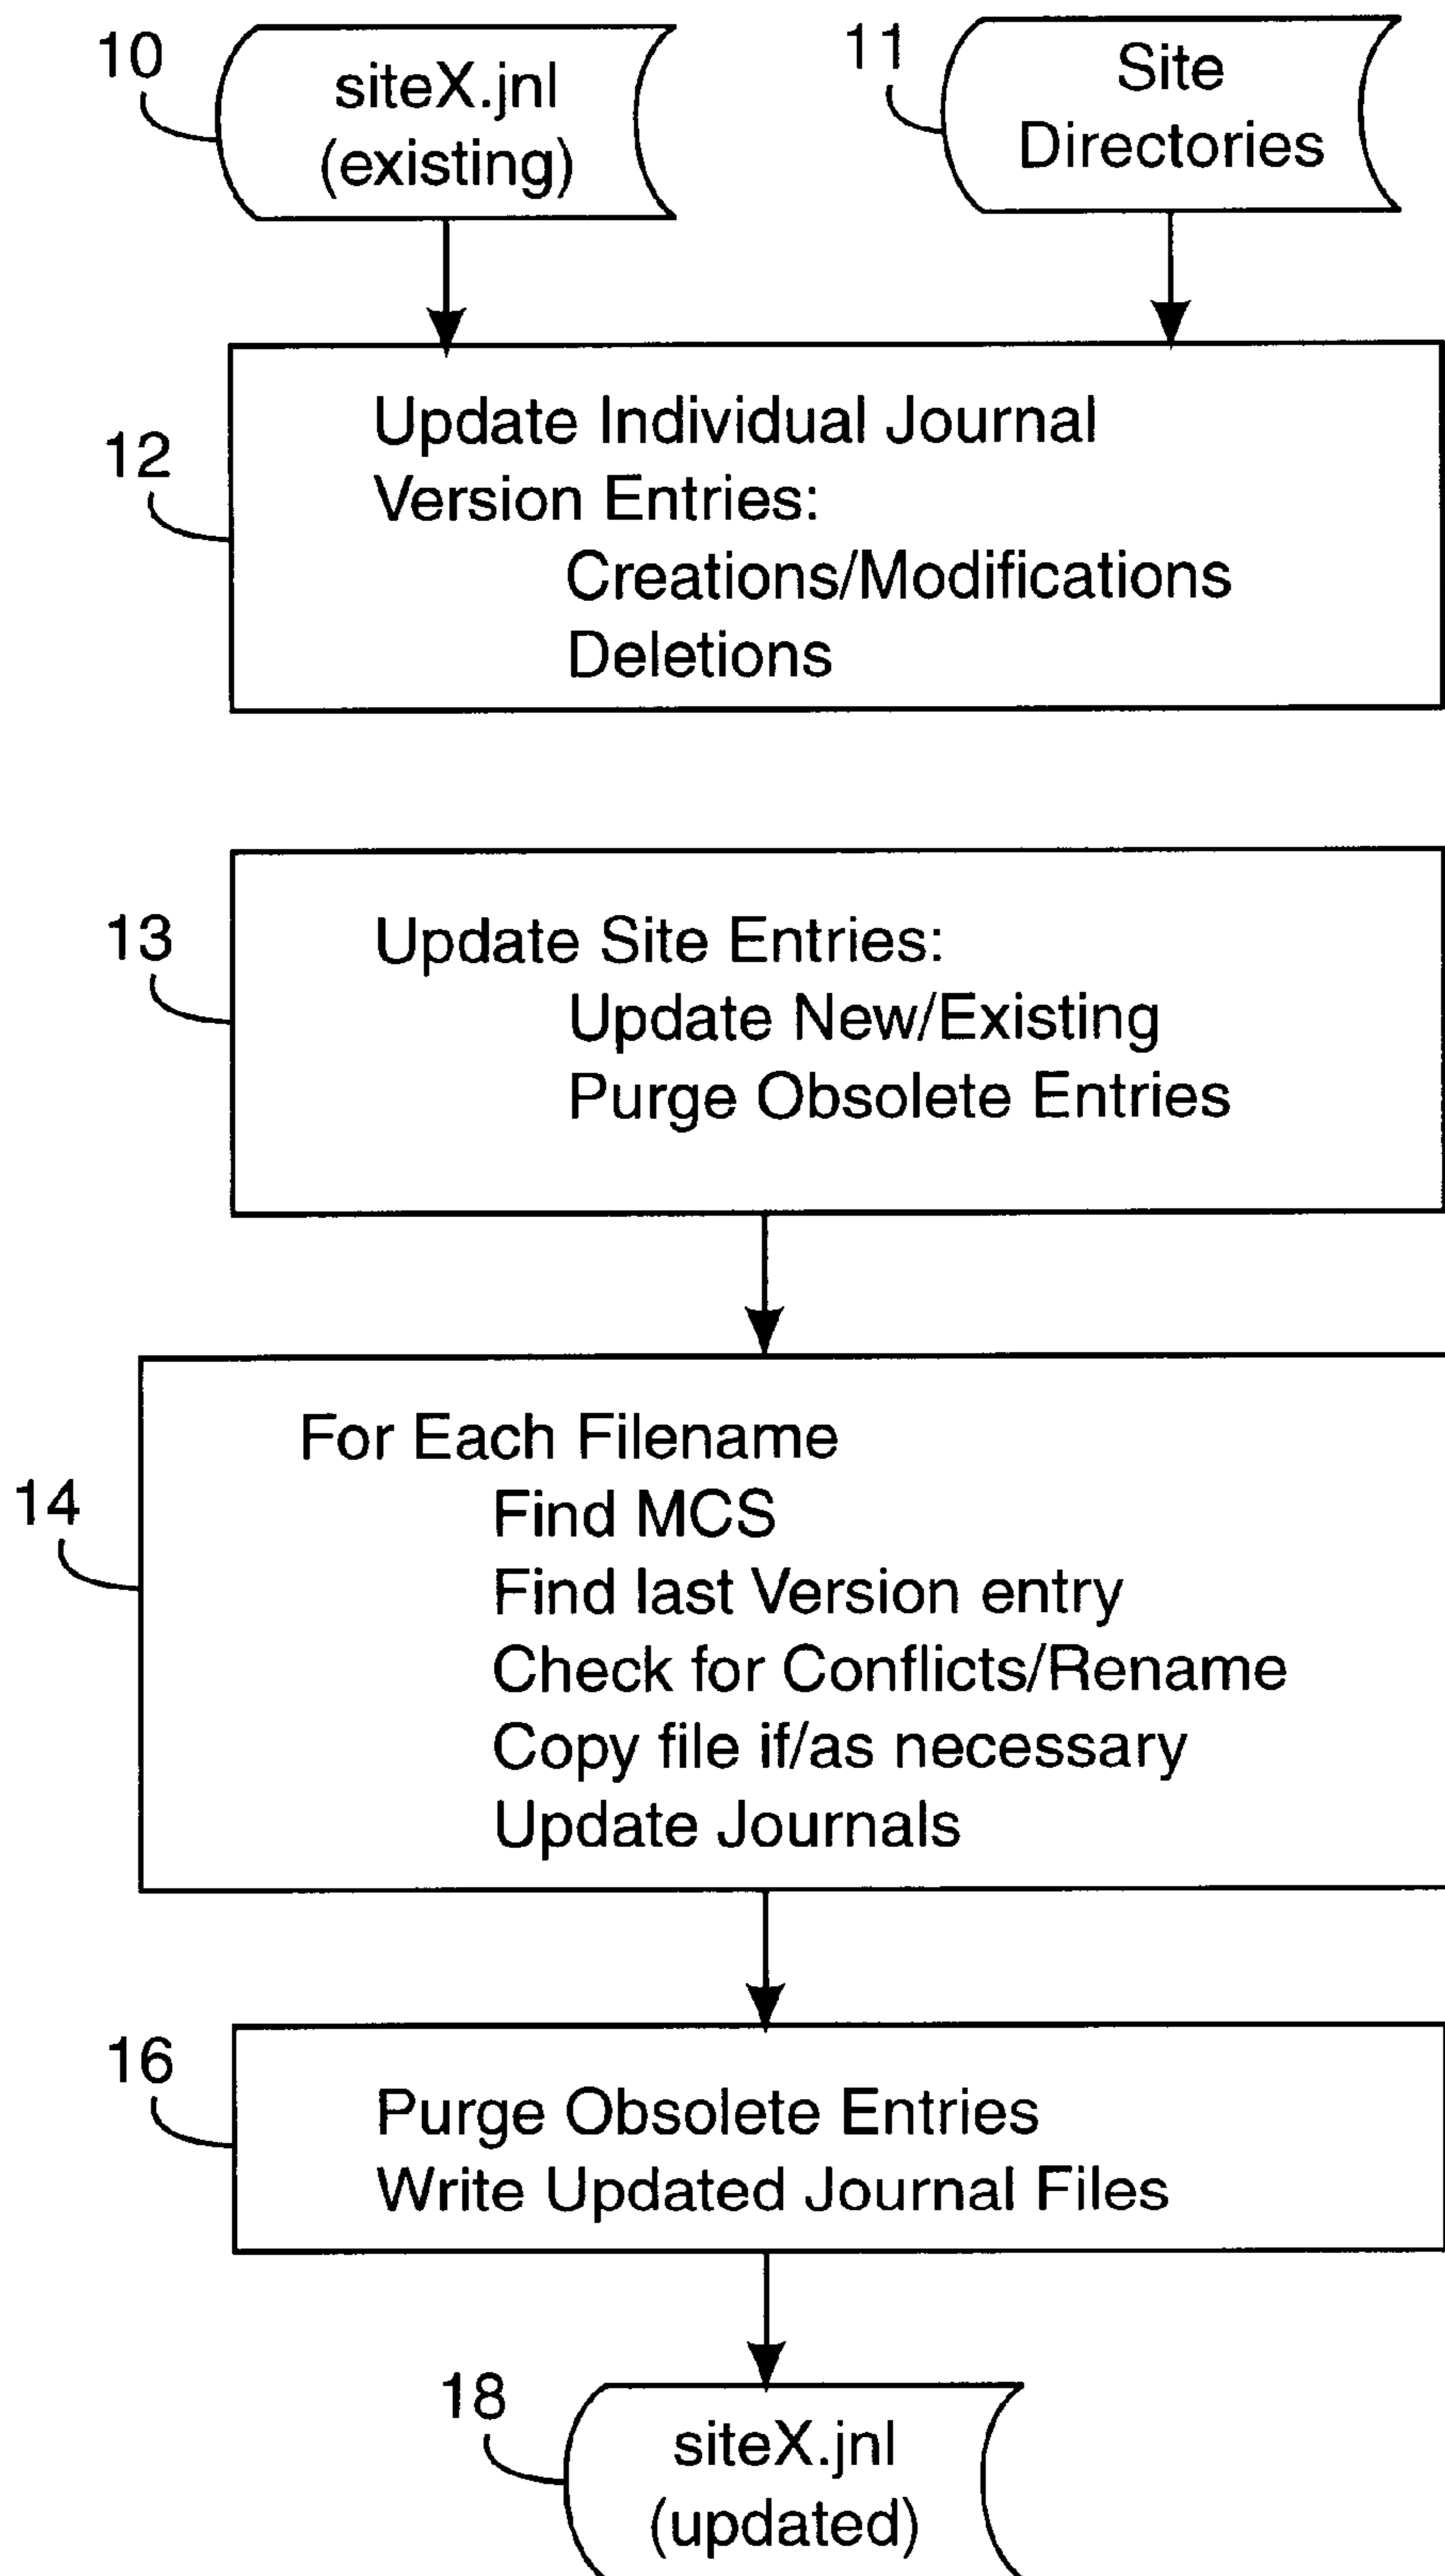 10
siteX.jnl
(existing)
11
Site
Directories
12
Update Individual Journal
Version Entries:
Creations/Modifications
Deletions
13
Update Site Entries:
Update New/Existing
Purge Obsolete Entries
14
For Each Filename
Find MCS
Find last Version entry
Check for Conflicts/Rename
Copy file if/as necessary
Update Journals
16
Purge Obsolete Entries
Write Updated Journal Files
18
siteX.jnl
(updated)